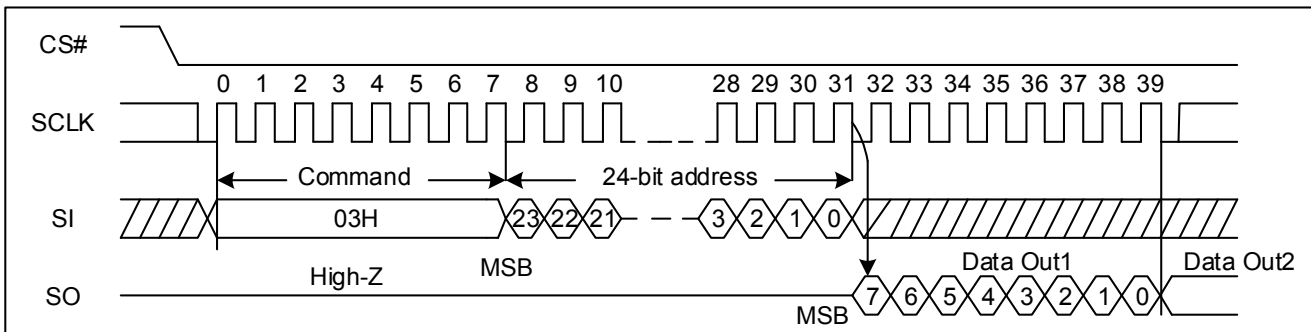 CS#
0 1 2 3 4 5 6 7 8 9 10 28 29 30 31 32 33 34 35 36 37 38 39
SCLK
Command 24-bit address
SI 03H 23 22 21 3 2 1 0
High-Z MSB Data Out1 Data Out2
SO 7 6 5 4 3 2 1 0
MSB